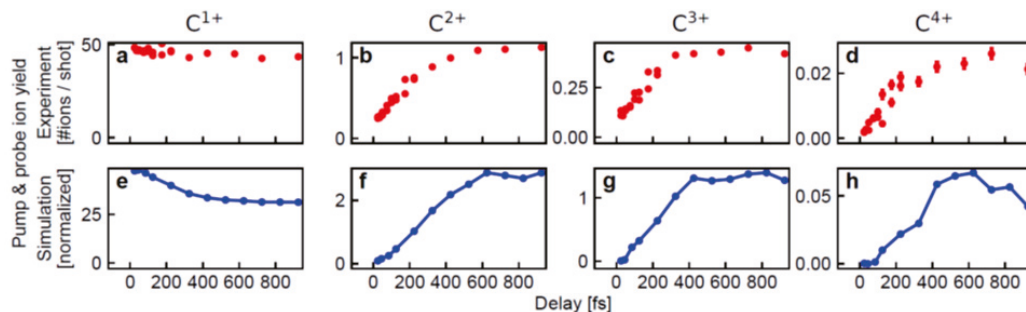 C1+ C2+ C3+ C4+
Pump & probe ion yield
Experiment
[#ions / shot]
50
0
a
1
0
b
0.25
0.00
c
0.02
0.00
d
Simulation
[normalized]
25
0
e
2
0
f
1
0
g
0.05
0.00
h
0 200 400 600 800
0 200 400 600 800
0 200 400 600 800
0 200 400 600 800
Delay [fs]